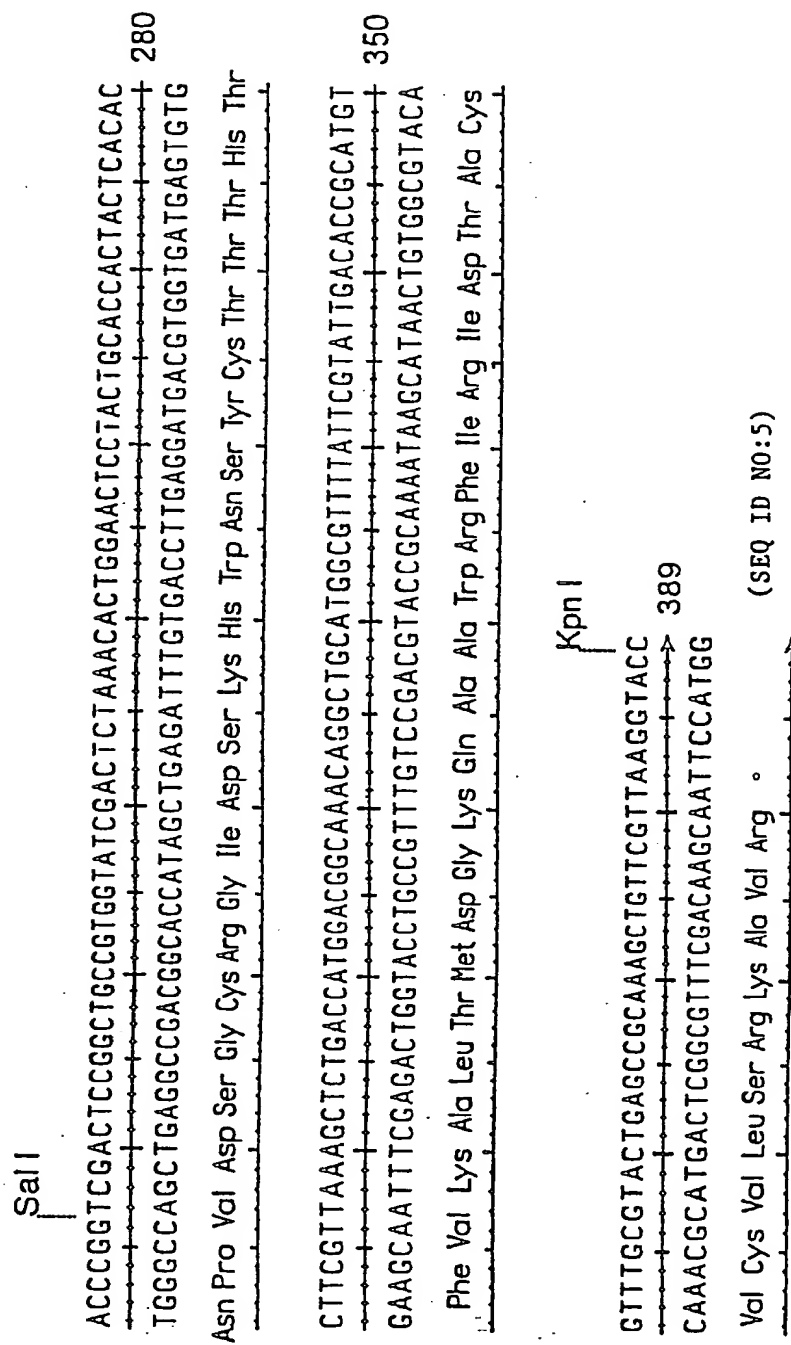 Sal I
ACCCGGTCGACTCCGGCTGCCGTGGTATCGACTCTAAACACTGGAACTCCTACTGCACCACTACTCACAC
280
TGGGCCAGCTGAGGCCGACGGCACCATAGCTGAGATTTGTGACCTTGAGGATGACGTGGTGATGAGTGTG
Asn Pro Val Asp Ser Gly Cys Arg Gly Ile Asp Ser Lys His Trp Asn Ser Tyr Cys Thr Thr His Thr
CTTCGTTAAAGCTCTGACCATGGACGGCAAACAGGCTGCATGGCGTTTTATTCGTATTGACACCGCATGT
350
GAAGCAATTTCGAGACTGGTACCTGCCGTTTGTCCGACGTACCGCAAAATAAGCATAACTGTGGCGTACA
Phe Val Lys Ala Leu Thr Met Asp Gly Lys Gln Ala Ala Trp Arg Phe Ile Arg Ile Asp Thr Ala Cys
Kpn I
GTTTGCGTACTGAGCCGCAAAGCTGTTCGTTAAGGTACC
389
CAAACGCATGACTCGGCGTTTCGACAAGCAATTCCATGG
Val Cys Val Leu Ser Arg Lys Ala Val Arg °
(SEQ ID NO:5)